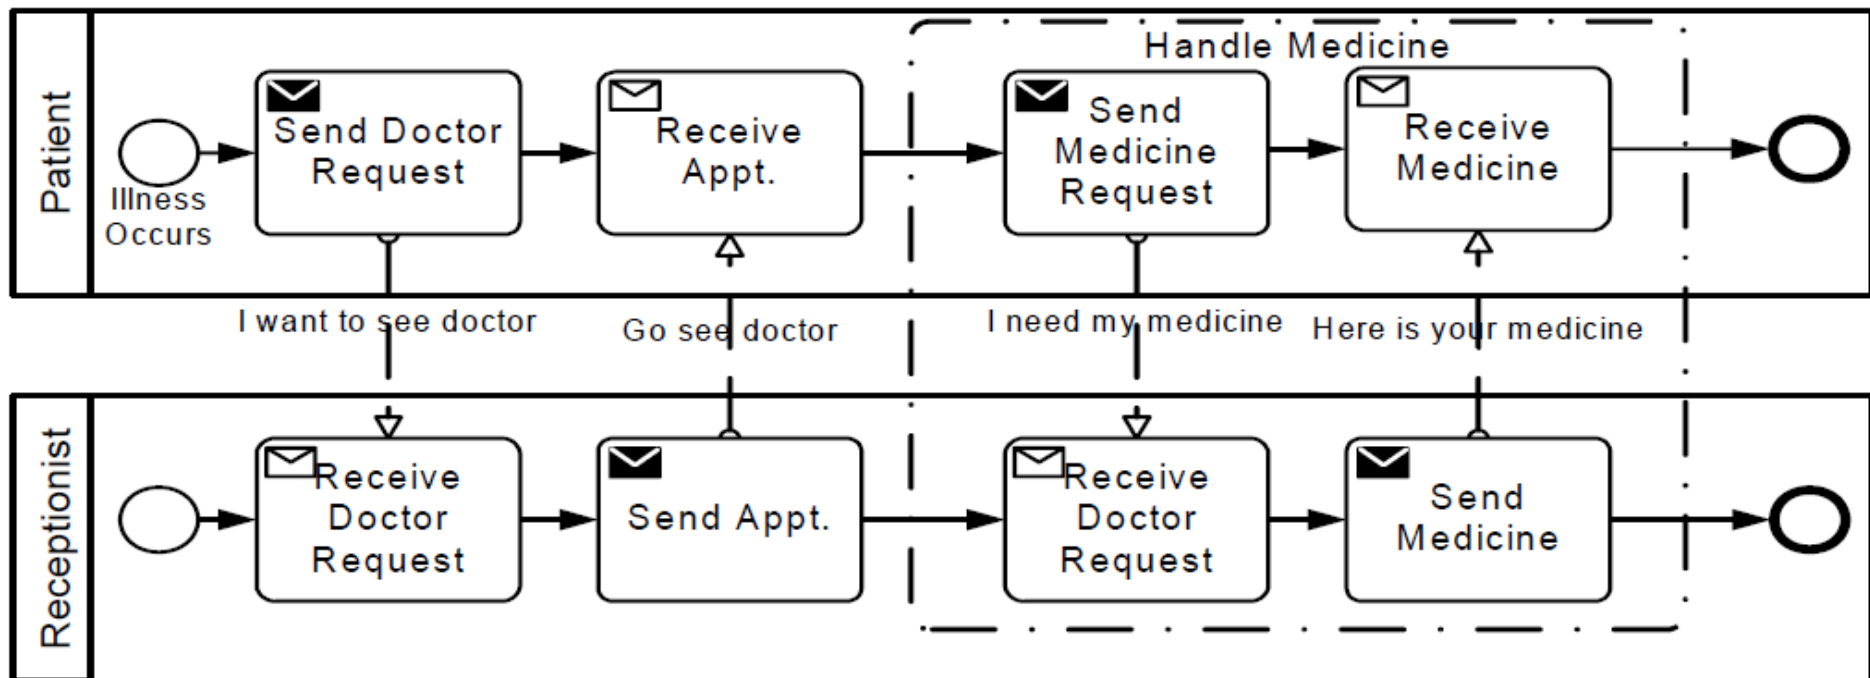 Handle Medicine
Patient
Illness
Occurs
Send Doctor
Request
Receive
Appt.
Send
Medicine
Request
Receive
Medicine
I want to see doctor
Go see doctor
I need my medicine
Here is your medicine
Receptionist
Receive
Doctor
Request
Send Appt.
Receive
Doctor
Request
Send
Medicine